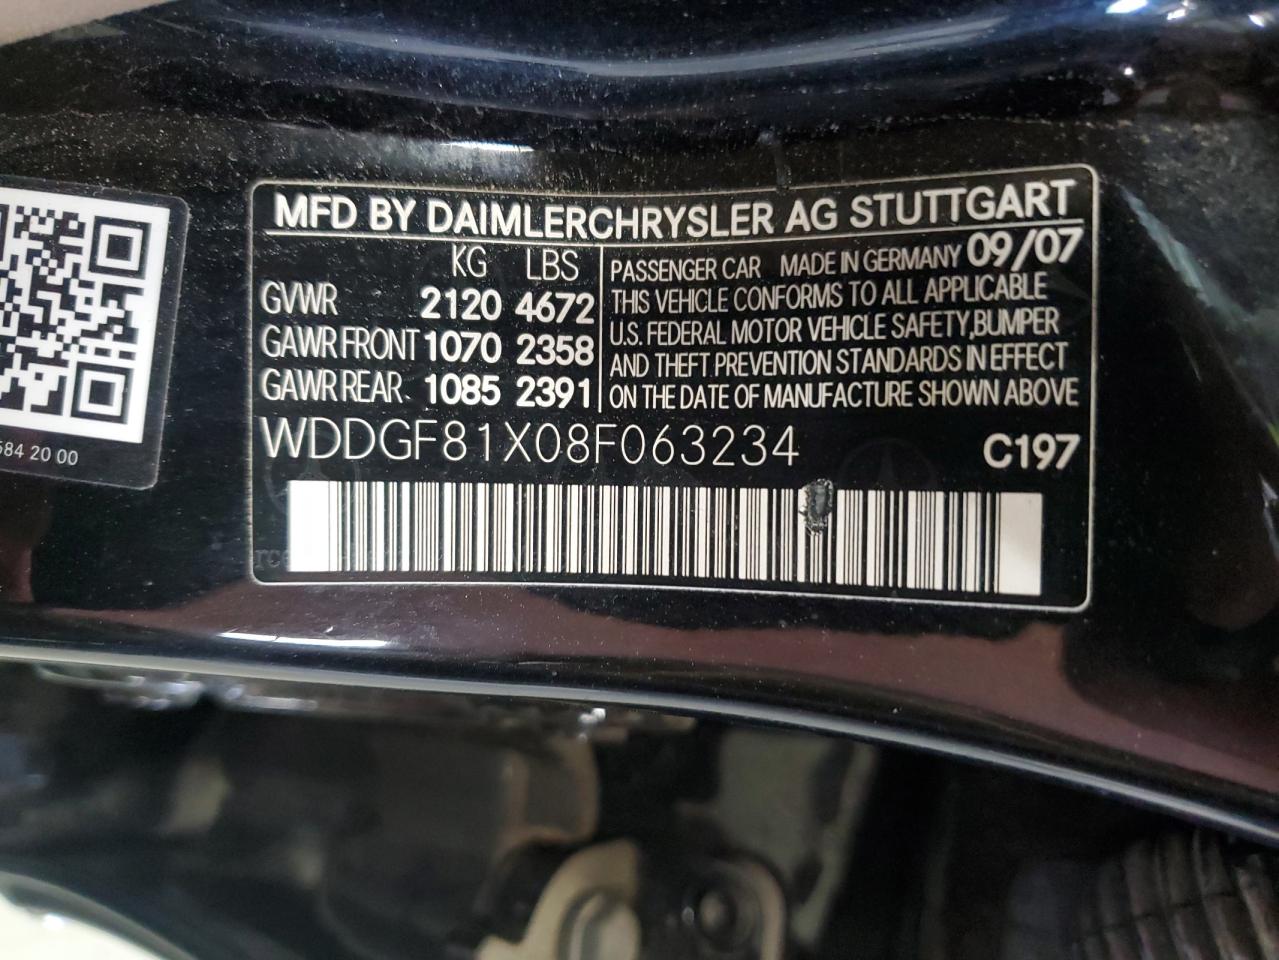 MFD BY DAIMLERCHRYSLER AG STUTTGART
KG LBS
GVWR 2120 4672
GAWR FRONT 1070 2358
GAWR REAR 1085 2391
PASSENGER CAR MADE IN GERMANY 09/07
THIS VEHICLE CONFORMS TO ALL APPLICABLE
U.S. FEDERAL MOTOR VEHICLE SAFETY,BUMPER
AND THEFT PREVENTION STANDARDS IN EFFECT
ON THE DATE OF MANUFACTURE SHOWN ABOVE
WDDGF81X08F063234 C197
584 20 00